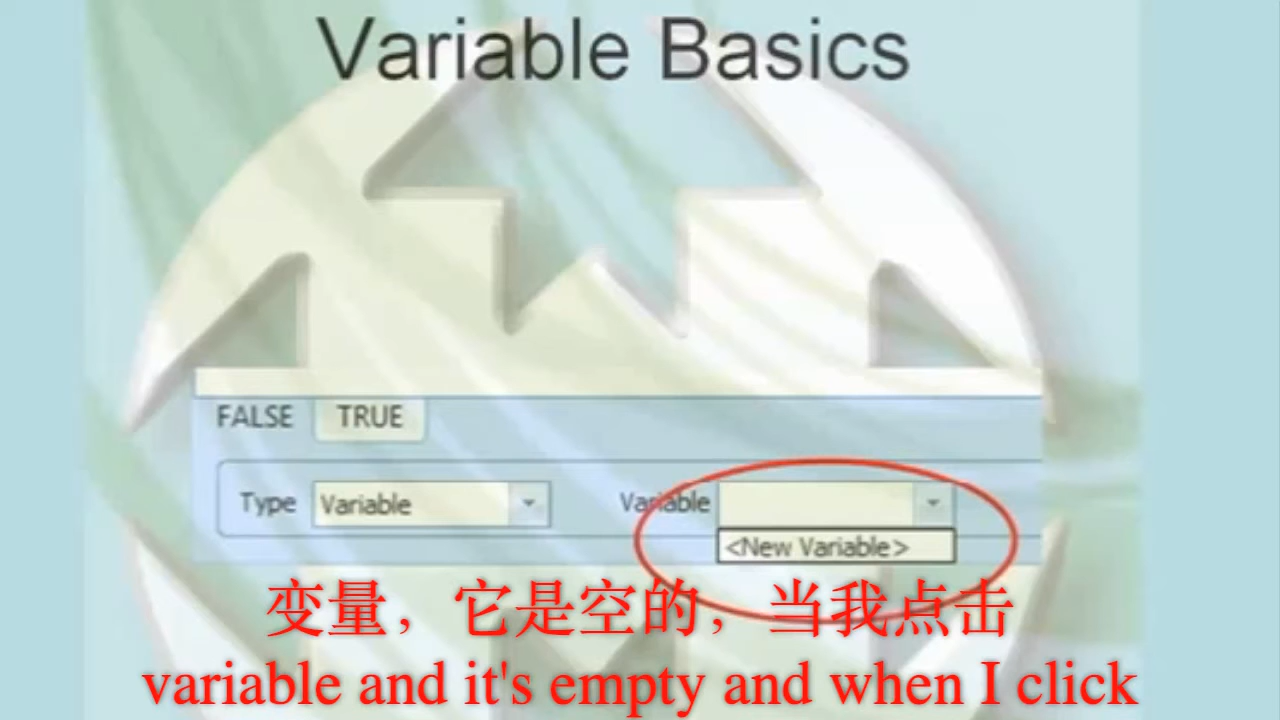 Variable Basics
FALSE TRUE
Type Variable Variable
<New Variable>
变量，它是空的，当我点击
variable and it's empty and when I click